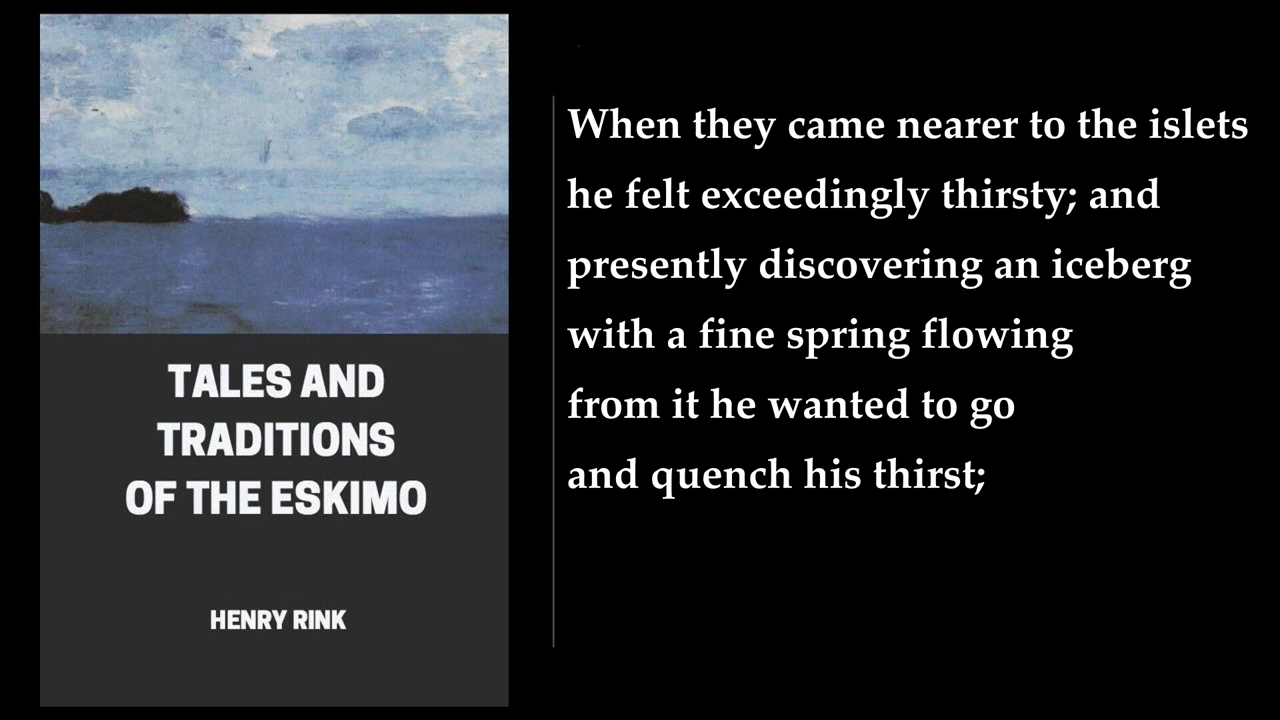 TALES AND
TRADITIONS
OF THE ESKIMO
HENRY RINK
When they came nearer to the islets
he felt exceedingly thirsty; and
presently discovering an iceberg
with a fine spring flowing
from it he wanted to go
and quench his thirst;